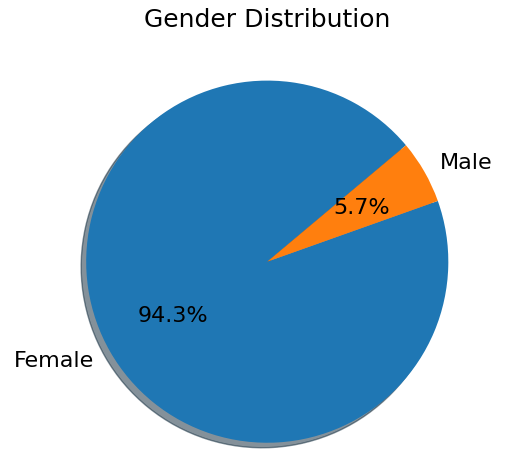 Gender Distribution
Male
5.7%
94.3%
Female